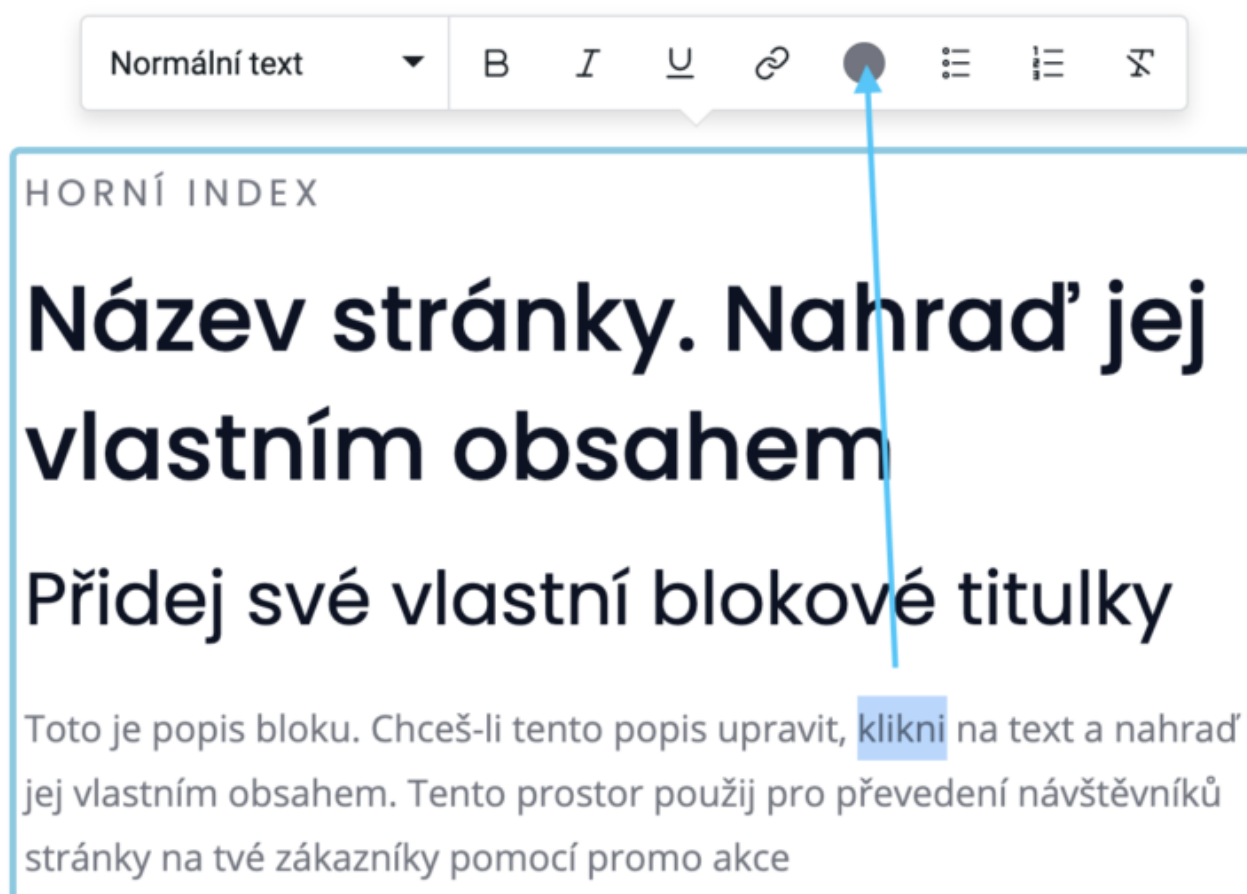 Normální text
B I U
HORNÍ INDEX
Název stránky. Nahraď jej
vlastním obsahem
Přidej své vlastní blokové titulky
Toto je popis bloku. Chceš-li tento popis upravit, klikni na text a nahraď
jej vlastním obsahem. Tento prostor použij pro převedení návštěvníků
stránky na tvé zákazníky pomocí promo akce